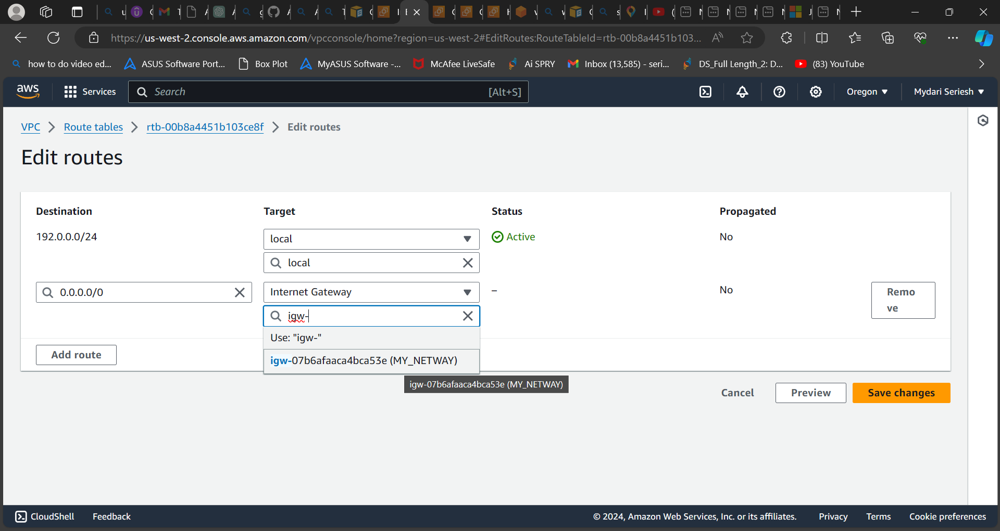 https://us-west-2.console.aws.amazon.com/vpcconsole/home?region=us-west-2#EditRoutes:RouteTableId=rtb-00b8a4451b103...
how to do video ed...
ASUS Software Port...
Box Plot
MyASUS Software -...
McAfee LiveSafe
Ai SPRY
Inbox (13,585) - seri...
DS_Full Length_2: D...
(83) YouTube
aws
Services
Search
[Alt+S]
Oregon
Mydari Seriesh
VPC
Route tables
rtb-00b8a4451b103ce8f
Edit routes
Edit routes
Destination
Target
Status
Propagated
192.0.0.0/24
local
Active
No
local
0.0.0.0/0
Internet Gateway
–
No
Remo
ve
igw-
Use: "igw-"
igw-07b6afaaca4bca53e (MY_NETWAY)
Add route
igw-07b6afaaca4bca53e (MY_NETWAY)
Cancel
Preview
Save changes
CloudShell
Feedback
© 2024, Amazon Web Services, Inc. or its affiliates.
Privacy
Terms
Cookie preferences